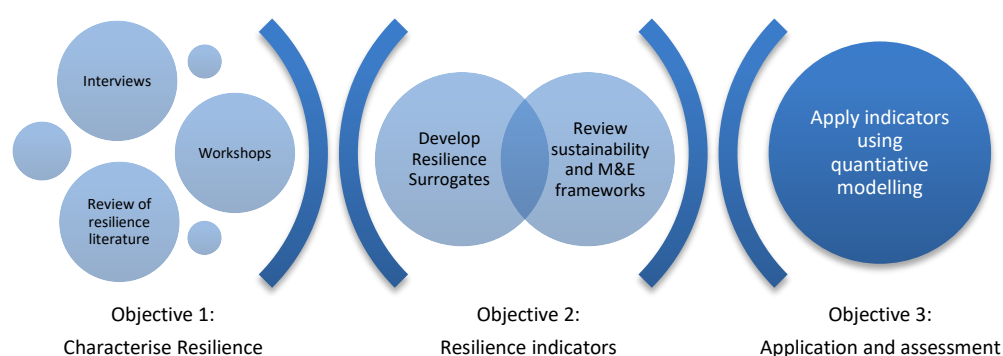 Interviews
Workshops
Review of
resilience
literature
Develop
Resilience
Surrogates
Review
sustainability
and M&E
frameworks
Apply indicators
using
quantiative
modelling
Objective 1:
Characterise Resilience
Objective 2:
Resilience indicators
Objective 3:
Application and assessment